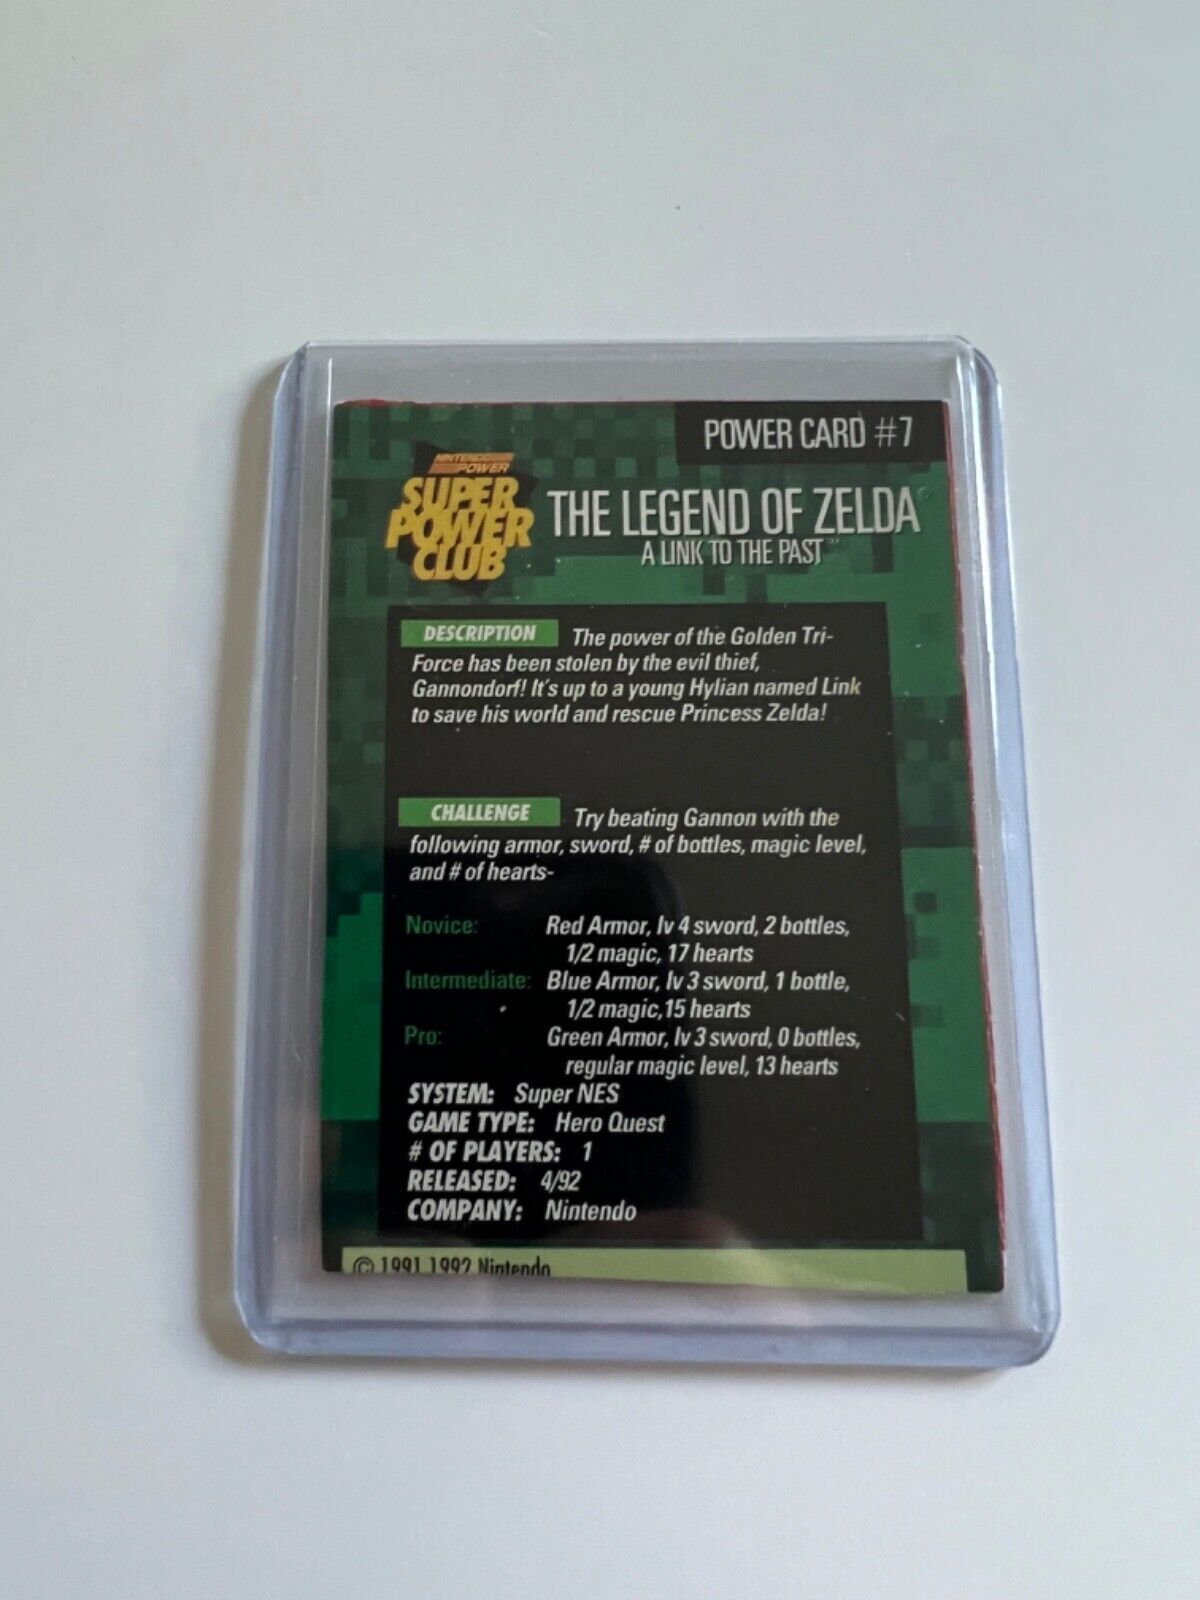 POWER CARD #7
NINTENDO
POWER
SUPER
POWER
CLUB
THE LEGEND OF ZELDA®
A LINK TO THE PAST™
DESCRIPTION The power of the Golden Tri-
Force has been stolen by the evil thief,
Gannondorf! It's up to a young Hylian named Link
to save his world and rescue Princess Zelda!
CHALLENGE Try beating Gannon with the
following armor, sword, # of bottles, magic level,
and # of hearts-
Novice: Red Armor, lv 4 sword, 2 bottles,
1/2 magic, 17 hearts
Intermediate: Blue Armor, lv 3 sword, 1 bottle,
1/2 magic,15 hearts
Pro: Green Armor, lv 3 sword, 0 bottles,
regular magic level, 13 hearts
SYSTEM: Super NES
GAME TYPE: Hero Quest
# OF PLAYERS: 1
RELEASED: 4/92
COMPANY: Nintendo
© 1991 1992 Nintendo